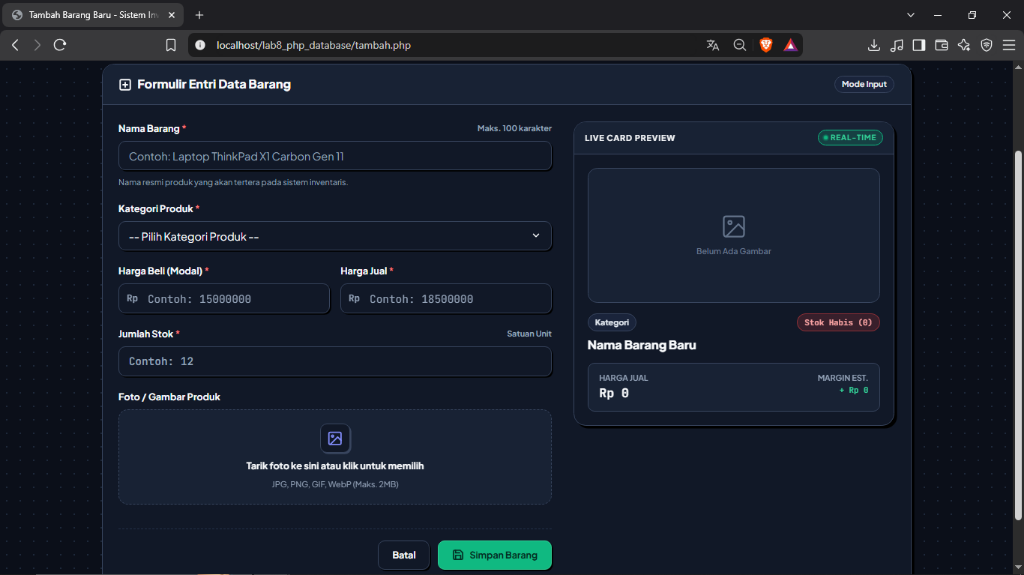 Tambah Barang Baru - Sistem In
localhost/lab8_php_database/tambah.php
Formulir Entri Data Barang
Mode Input
Nama Barang *
Maks. 100 karakter
Contoh: Laptop ThinkPad X1 Carbon Gen 11
Nama resmi produk yang akan tertera pada sistem inventaris.
Kategori Produk *
-- Pilih Kategori Produk --
Harga Beli (Modal) *
Harga Jual *
Rp Contoh: 15000000
Rp Contoh: 18500000
Jumlah Stok *
Satuan Unit
Contoh: 12
Foto / Gambar Produk
Tarik foto ke sini atau klik untuk memilih
JPG, PNG, GIF, WebP (Maks. 2MB)
Batal
Simpan Barang
LIVE CARD PREVIEW
REAL-TIME
Belum Ada Gambar
Kategori
Stok Habis (0)
Nama Barang Baru
HARGA JUAL
MARGIN EST.
Rp 0
+ Rp 0